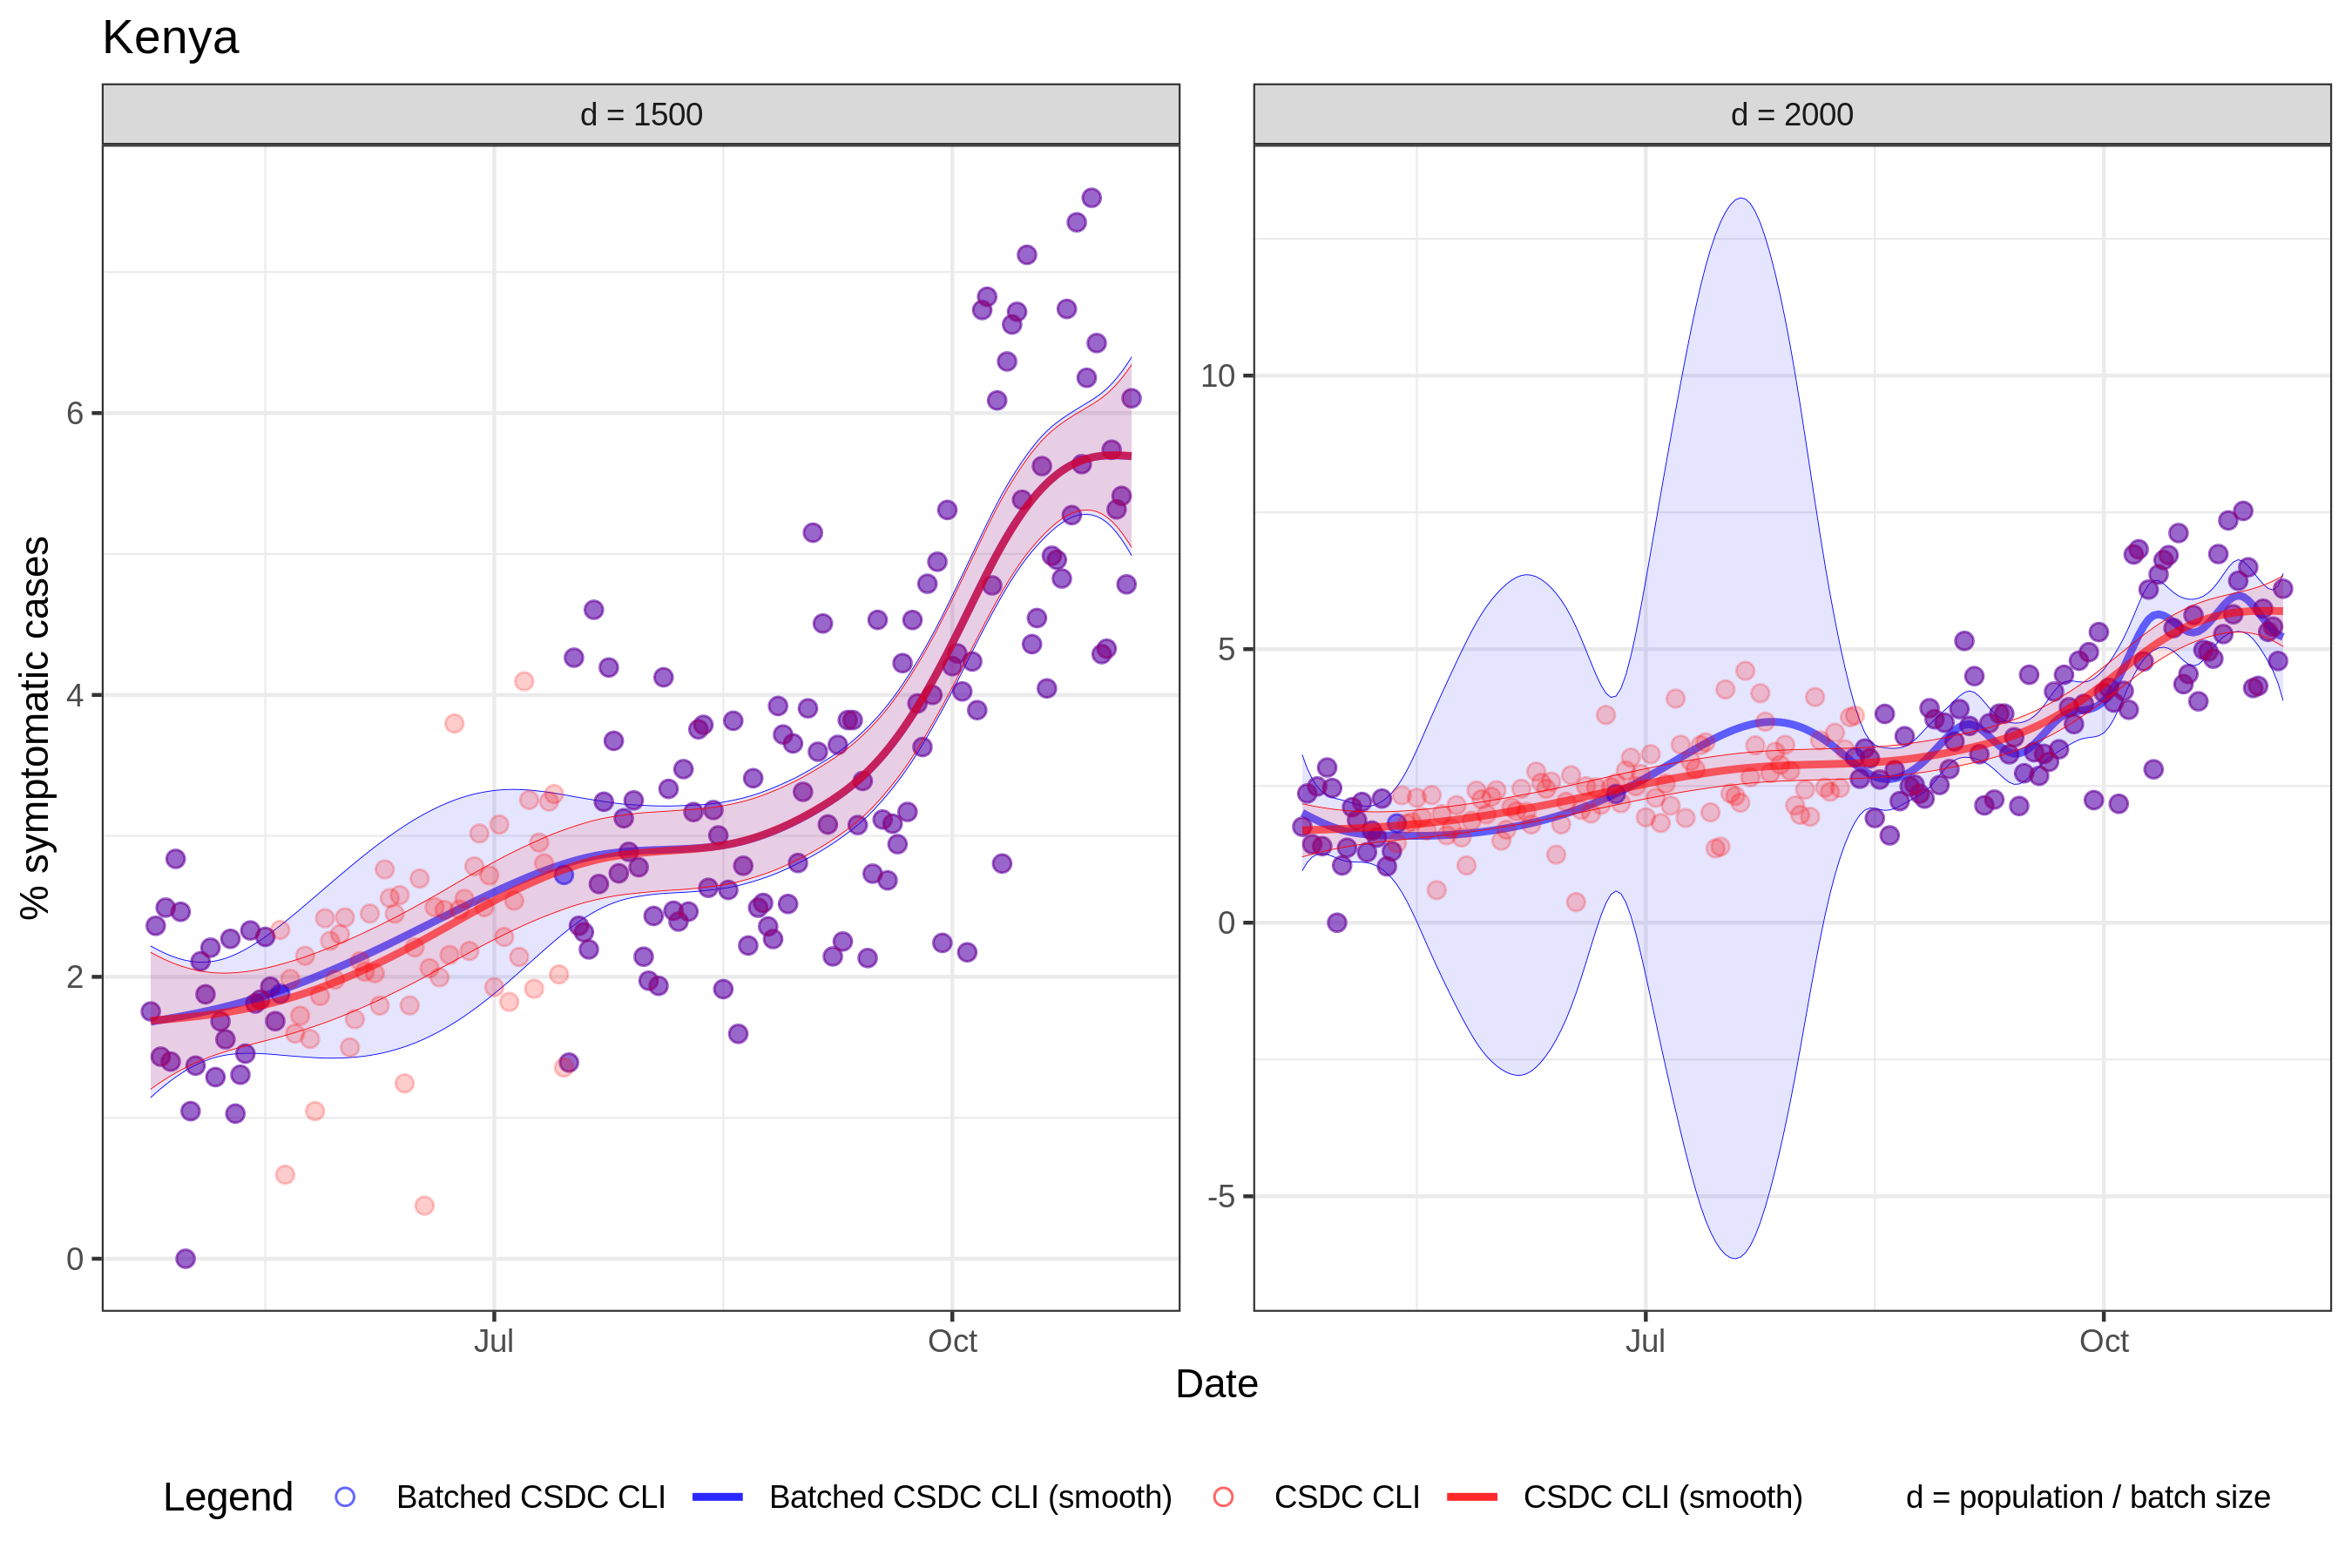 Kenya
d = 1500
d = 2000
% symptomatic cases
6
4
2
0
10
5
0
-5
Jul
Oct
Jul
Oct
Date
Legend
Batched CSDC CLI
Batched CSDC CLI (smooth)
CSDC CLI
CSDC CLI (smooth)
d = population / batch size